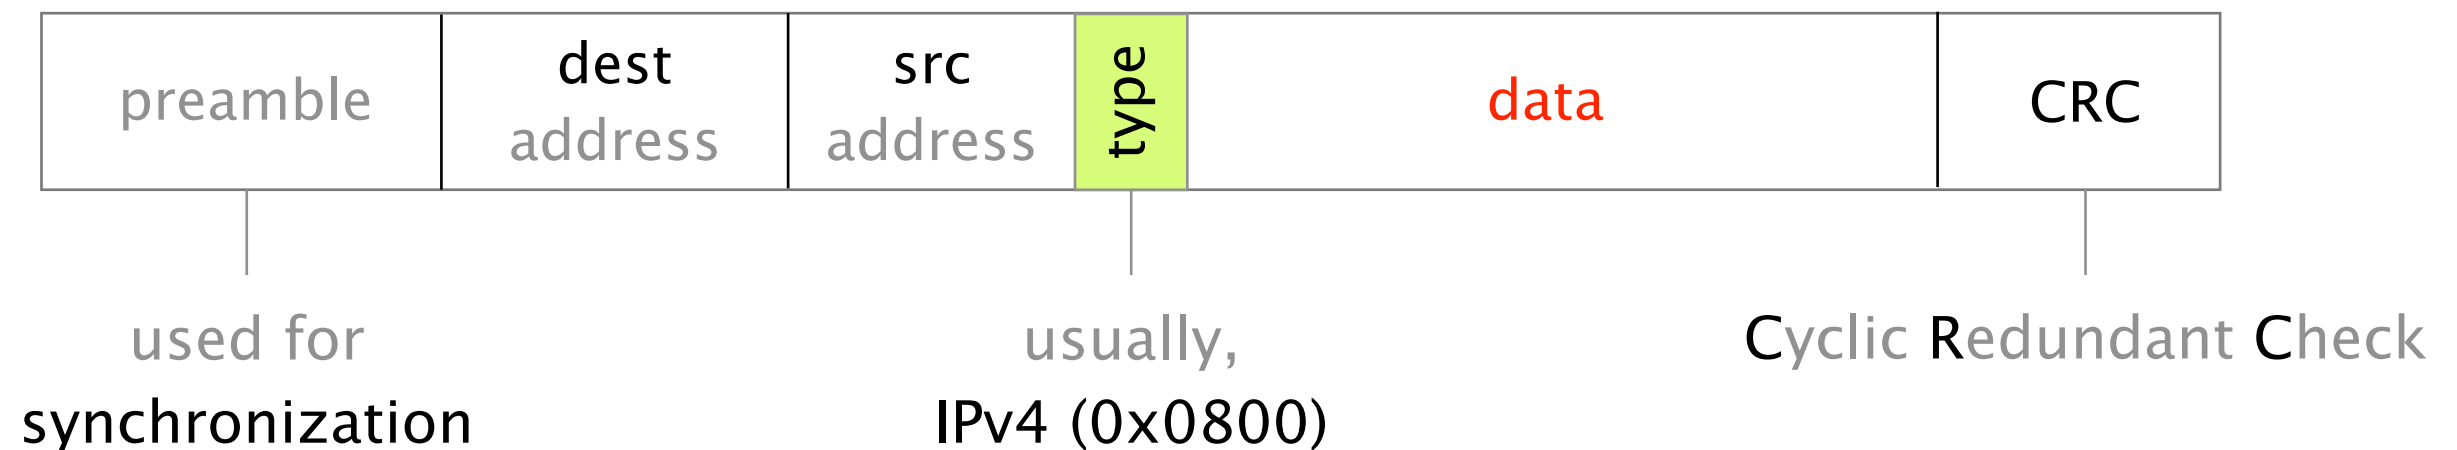 preamble
dest
address
src
address
type
data
CRC
used for
synchronization
usually,
IPv4 (0x0800)
Cyclic Redundant Check